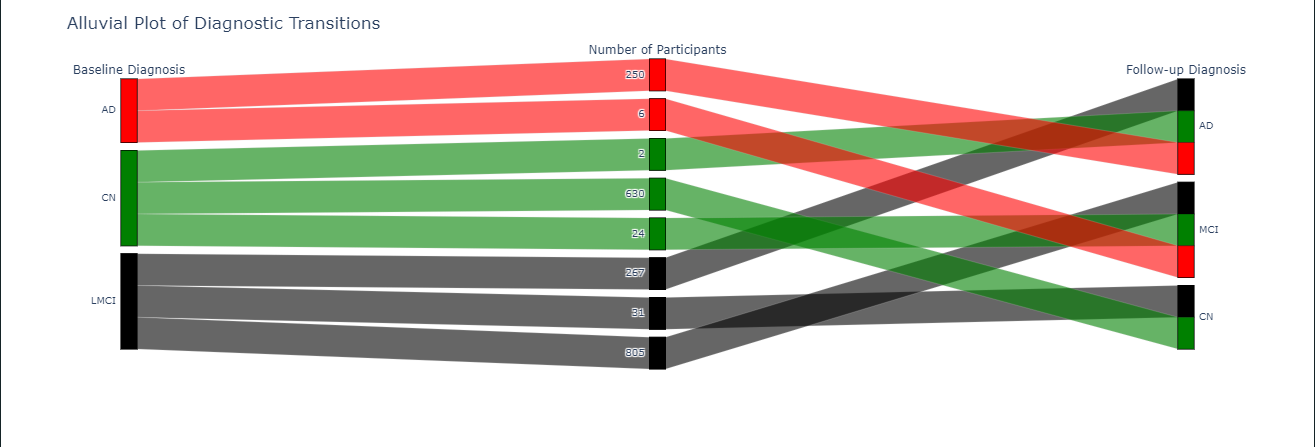 Alluvial Plot of Diagnostic Transitions
Baseline Diagnosis
Number of Participants
Follow-up Diagnosis
AD
CN
LMCI
250
6
2
630
24
267
31
805
AD
MCI
CN